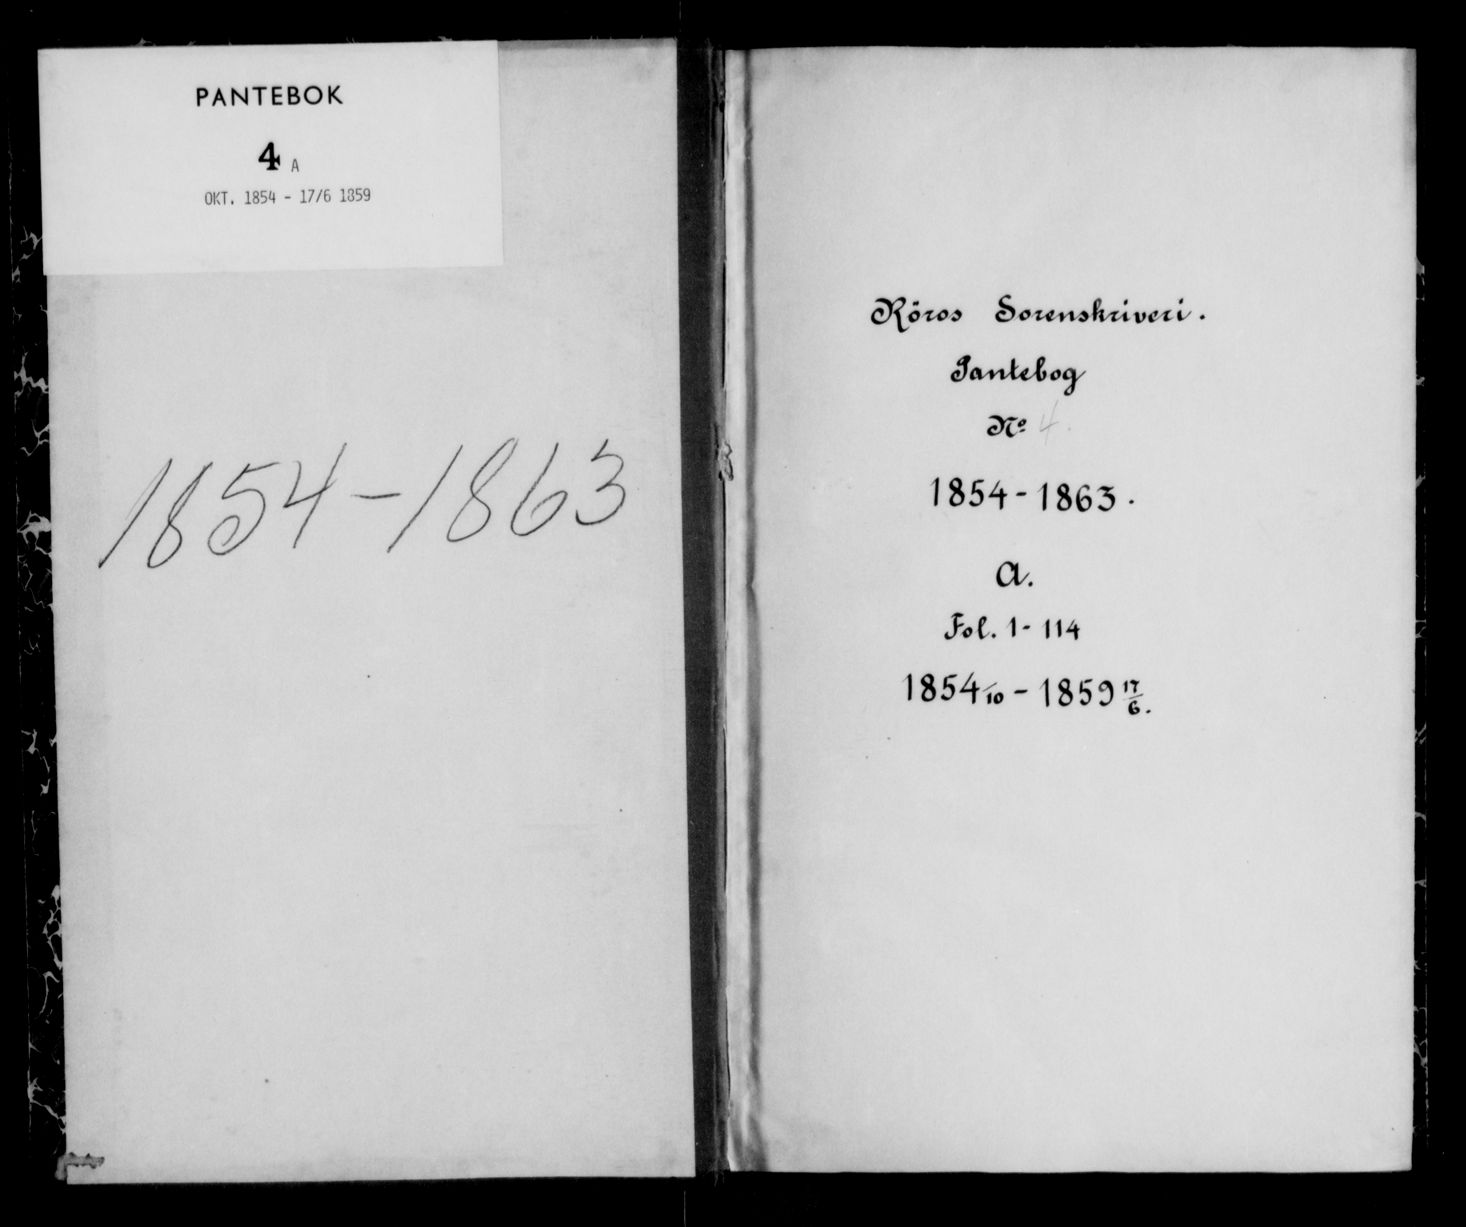 PANTEBOK
4 A
OKT. 1854 - 17/6 1859
1854-1863
Röros Sorenskriveri.
Pantebog
No 4.
1854-1863.
A.
Fol. 1-114
1854/10 - 1859 17/6.